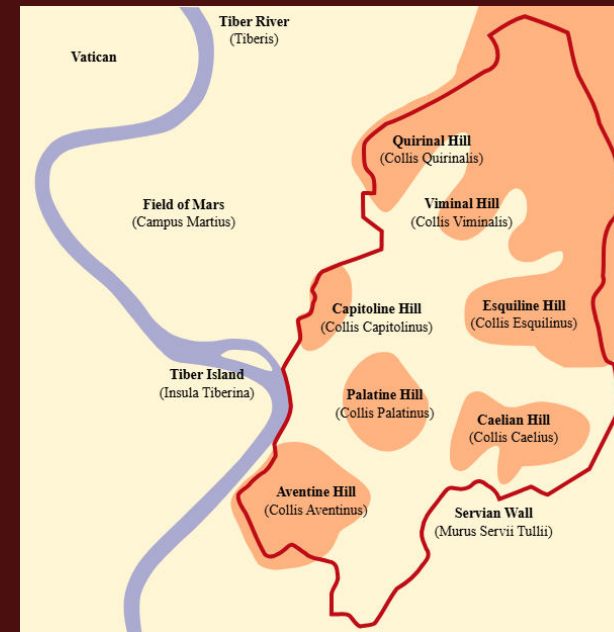 Tiber River
(Tiberis)
Vatican
Quirinal Hill
(Collis Quirinalis)
Field of Mars
(Campus Martius)
Viminal Hill
(Collis Viminalis)
Capitoline Hill
(Collis Capitolinus)
Esquiline Hill
(Collis Esquilinus)
Tiber Island
(Insula Tiberina)
Palatine Hill
(Collis Palatinus)
Caelian Hill
(Collis Caelius)
Aventine Hill
(Collis Aventinus)
Servian Wall
(Murus Servii Tullii)